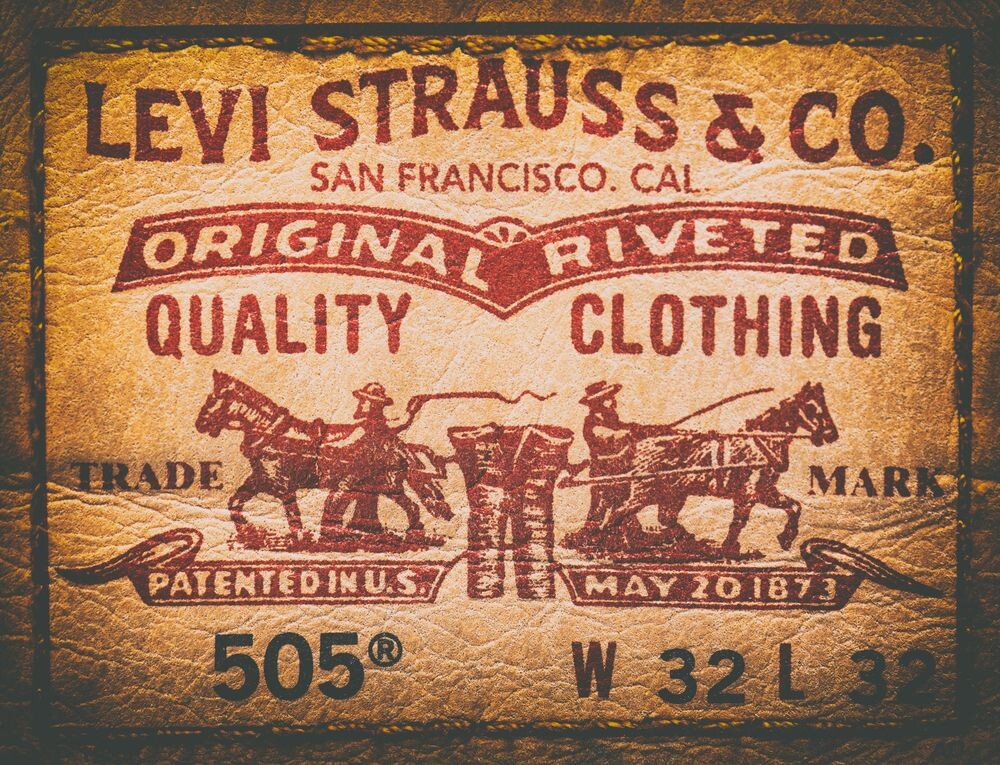 LEVI STRAUSS & CO.
SAN FRANCISCO. CAL.
ORIGINAL RIVETED
QUALITY CLOTHING
TRADE MARK
PATENTED IN U.S. MAY 20 1873
505® W 32 L 32